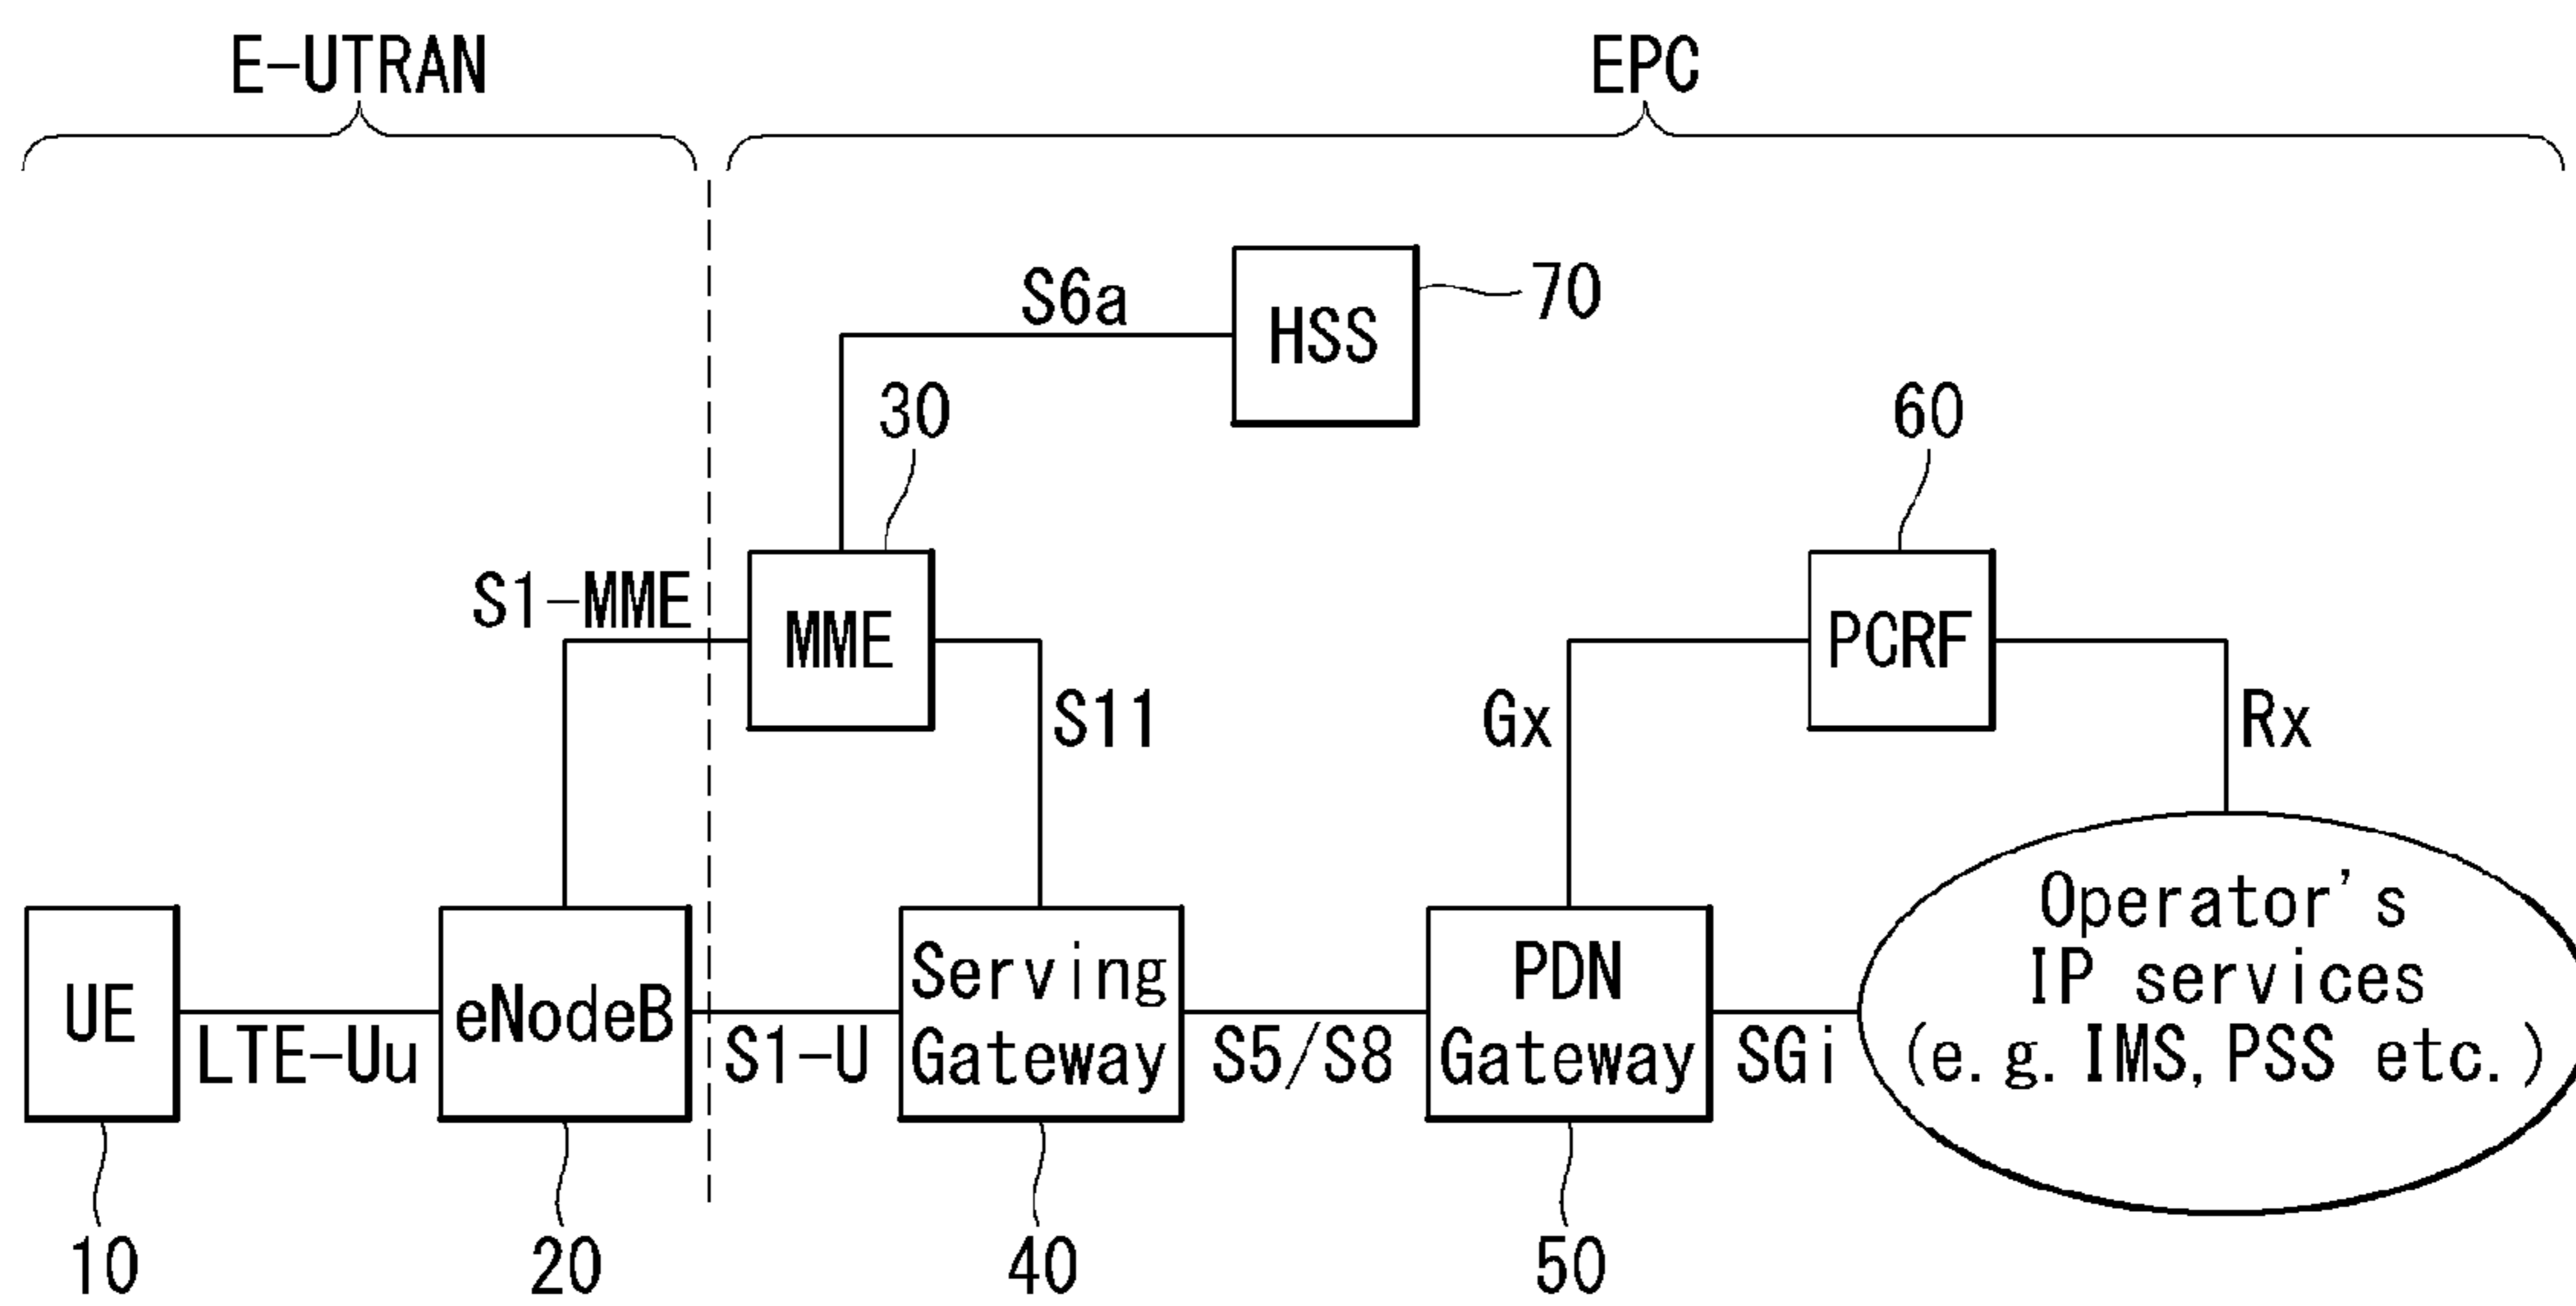 E-UTRAN
EPC
S6a
HSS
70
30
60
S1-MME
MME
S11
Gx
PCRF
Rx
UE
LTE-Uu
eNodeB
S1-U
Serving
Gateway
S5/S8
PDN
Gateway
SGi
Operator's
IP services
(e.g. IMS, PSS etc.)
10
20
40
50